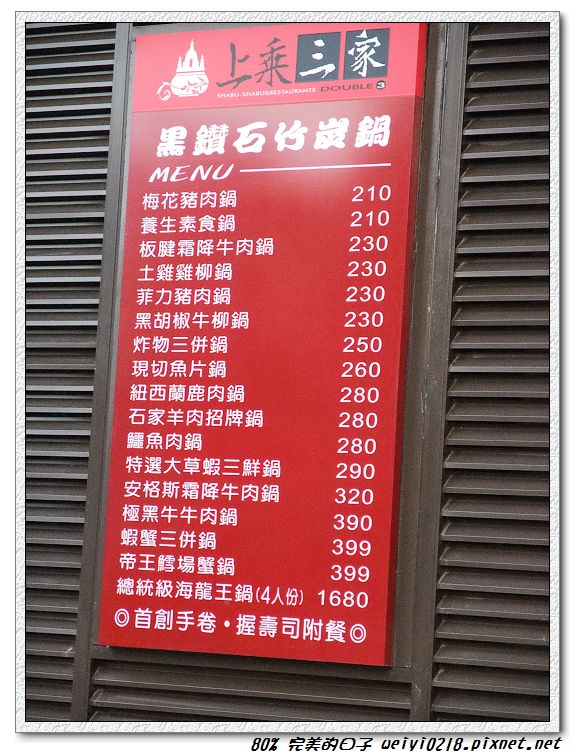 上乘三家
SHABU-SHABU&RESTAURANTS DOUBLE 3
黑鑽石竹炭鍋
MENU
梅花豬肉鍋 210
養生素食鍋 210
板腱霜降牛肉鍋 230
土雞雞柳鍋 230
菲力豬肉鍋 230
黑胡椒牛柳鍋 230
炸物三併鍋 250
現切魚片鍋 260
紐西蘭鹿肉鍋 280
石家羊肉招牌鍋 280
鱷魚肉鍋 280
特選大草蝦三鮮鍋 290
安格斯霜降牛肉鍋 320
極黑牛牛肉鍋 390
蝦蟹三併鍋 399
帝王鱈場蟹鍋 399
總統級海龍王鍋(4人份) 1680
◎首創手卷·握壽司附餐◎
80% 完美的日子 weiyi0218.pixnet.net